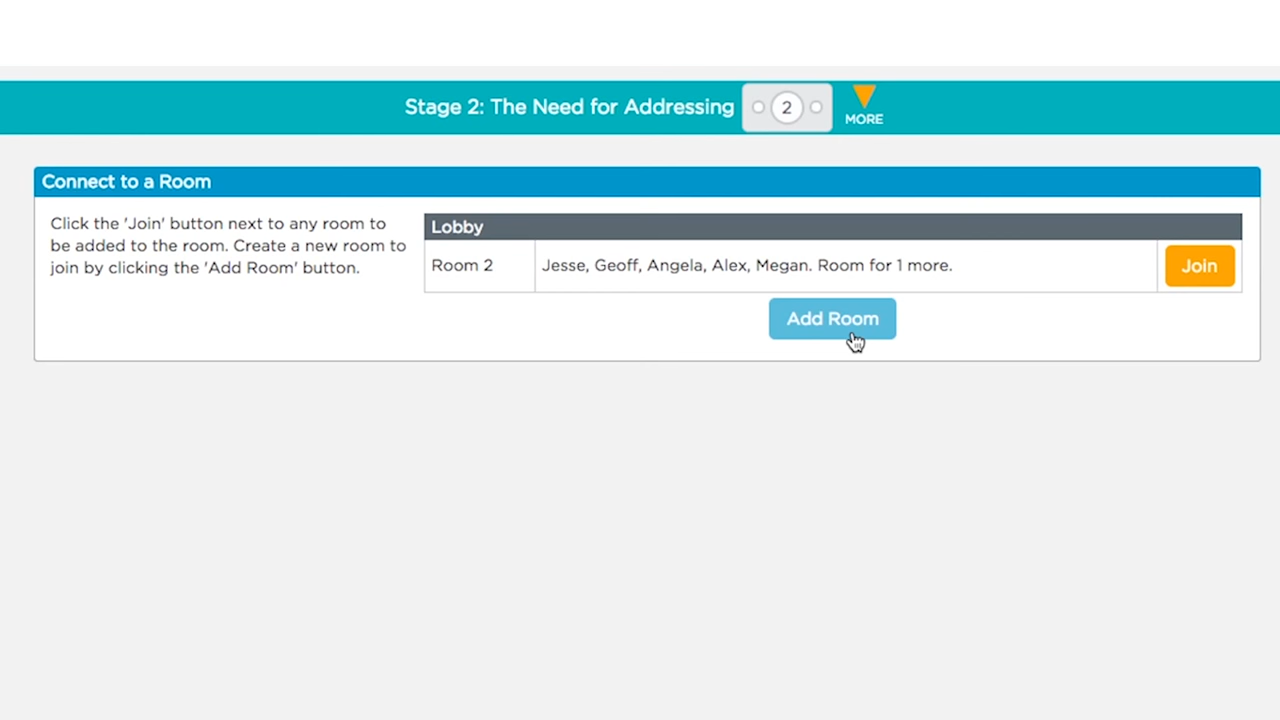 Stage 2: The Need for Addressing
2
MORE
Connect to a Room
Click the 'Join' button next to any room to
be added to the room. Create a new room to
join by clicking the 'Add Room' button.
Lobby
Room 2
Jesse, Geoff, Angela, Alex, Megan. Room for 1 more.
Join
Add Room